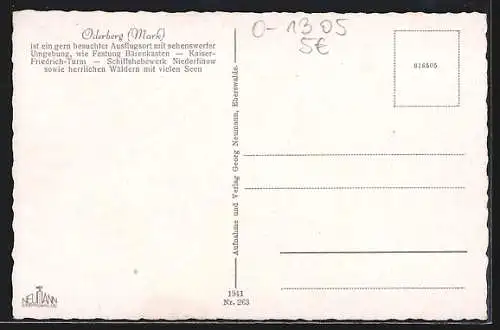 Oderberg (Mark)
ist ein gern besuchter Ausflugsort mit sehenswerter
Umgebung, wie Festung Bärenkasten — Kaiser-
Friedrich-Turm — Schiffshebewerk Niederfinow
sowie herrlichen Wäldern mit vielen Seen
O-1305
5€
016505
Aufnahme und Verlag Georg Neumann, Eberswalde.
1941
Nr. 263
NEUMANN